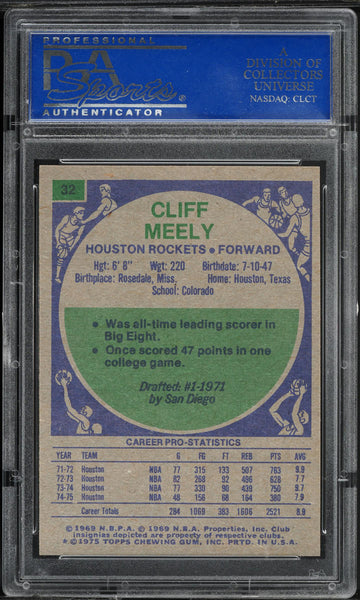 PROFESSIONAL
PSA
Sports
AUTHENTICATOR
®
A
DIVISION OF
COLLECTORS
UNIVERSE
NASDAQ: CLCT
32
CLIFF
MEELY
HOUSTON ROCKETS • FORWARD
Hgt: 6' 8" Wgt: 220 Birthdate: 7-10-47
Birthplace: Rosedale, Miss. Home: Houston, Texas
School: Colorado
• Was all-time leading scorer in
Big Eight.
• Once scored 47 points in one
college game.
Drafted: #1-1971
by San Diego
CAREER PRO-STATISTICS
YEAR TEAM G FG FT REB PTS AVG
71-72 Houston NBA 77 315 133 507 763 9.9
72-73 Houston NBA 82 268 92 496 628 7.7
73-74 Houston NBA 77 330 90 430 750 9.7
74-75 Houston NBA 48 156 68 164 380 7.9
Career Totals 284 1069 383 1606 2521 8.9
© 1969 N.B.P.A. © 1969 N.B.A. Properties, Inc. Club
insignias depicted are property of respective clubs.
*©1975 TOPPS CHEWING GUM, INC. PRTD. IN U.S.A.